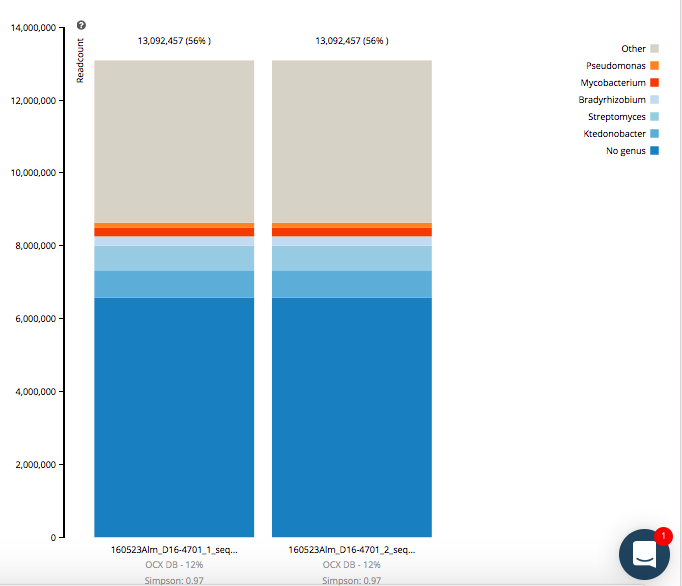 14,000,000
12,000,000
10,000,000
8,000,000
6,000,000
4,000,000
2,000,000
0
?
Readcount
13,092,457 (56% )
13,092,457 (56% )
Other
Pseudomonas
Mycobacterium
Bradyrhizobium
Streptomyces
Ktedonobacter
No genus
160523Alm_D16-4701_1_seq...
OCX DB - 12%
Simpson: 0.97
160523Alm_D16-4701_2_seq...
OCX DB - 12%
Simpson: 0.97
1